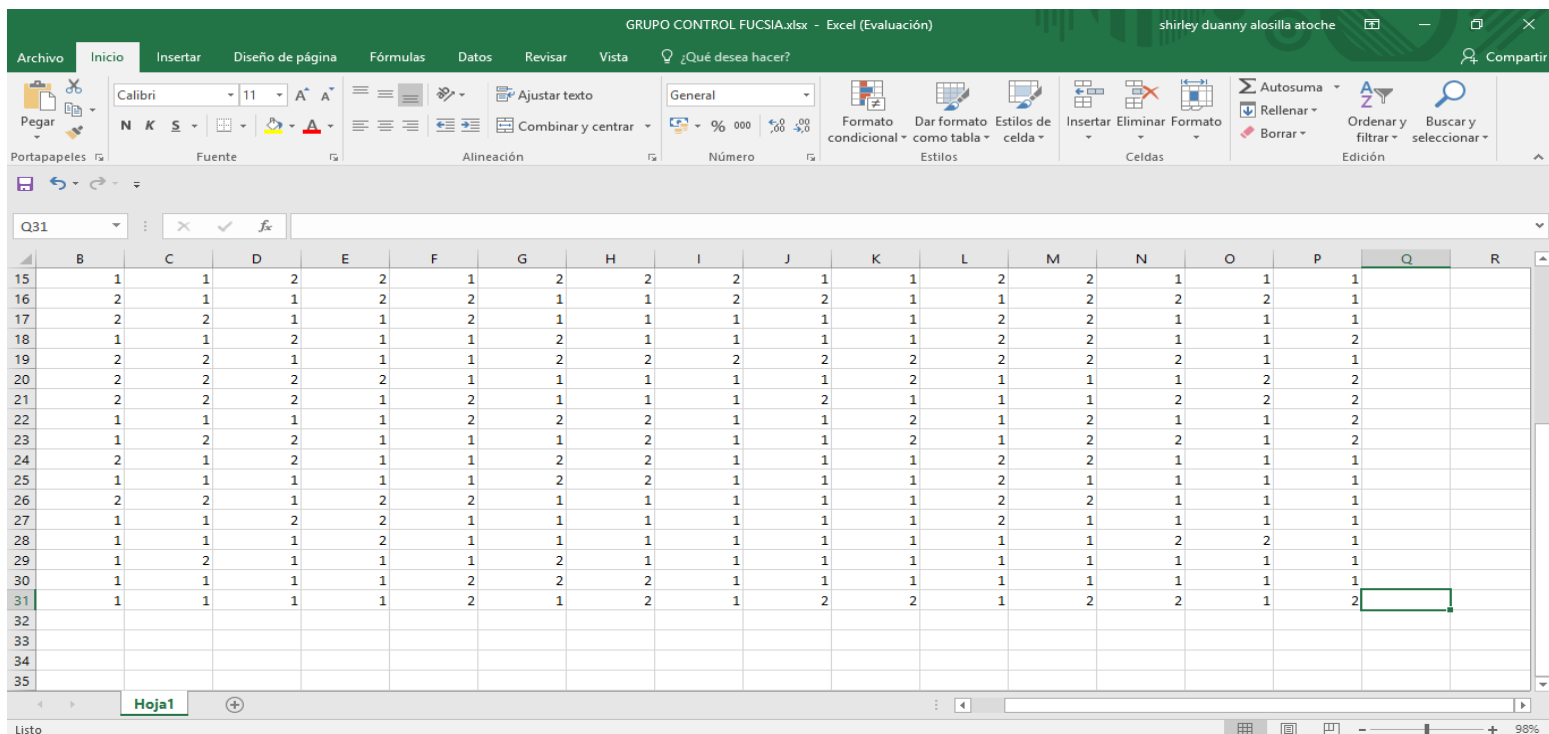 GRUPO CONTROL FUCSIA.xlsx - Excel (Evaluación) shirley duanny alosilla atoche
Archivo Inicio Insertar Diseño de página Fórmulas Datos Revisar Vista ¿Qué desea hacer? Compartir
Calibri 11 A A Ajustar texto General Autosuma
Pegar N K S A Combinar y centrar % 000 Formato condicional Dar formato como tabla Estilos de celda Insertar Eliminar Formato Rellenar Borrar Ordenar y filtrar Buscar y seleccionar
Portapapeles Fuente Alineación Número Estilos Celdas Edición
Q31 fx
B C D E F G H I J K L M N O P Q R
15 1 1 2 2 1 2 2 2 1 1 2 2 1 1 1
16 2 1 1 2 2 1 1 2 2 1 1 2 2 2 1
17 2 2 1 1 2 1 1 1 1 1 2 2 1 1 1
18 1 1 2 1 1 2 1 1 1 1 2 2 1 1 2
19 2 2 1 1 1 2 2 2 2 2 2 2 2 1 1
20 2 2 2 2 1 1 1 1 1 2 1 1 1 2 2
21 2 2 2 1 2 1 1 1 2 1 1 1 2 2 2
22 1 1 1 1 2 2 2 1 1 2 1 2 1 1 2
23 1 2 2 1 1 1 2 1 1 2 1 2 2 1 2
24 2 1 2 1 1 2 2 1 1 1 2 2 1 1 1
25 1 1 1 1 1 2 2 1 1 1 2 1 1 1 1
26 2 2 1 2 2 1 1 1 1 1 2 2 1 1 1
27 1 1 2 2 1 1 1 1 1 1 2 1 1 1 1
28 1 1 1 2 1 1 1 1 1 1 1 1 2 2 1
29 1 2 1 1 1 2 1 1 1 1 1 1 1 1 1
30 1 1 1 1 2 2 2 1 1 1 1 1 1 1 1
31 1 1 1 1 2 1 2 1 2 2 1 2 2 1 2
32
33
34
35
Hoja1
Listo 98%